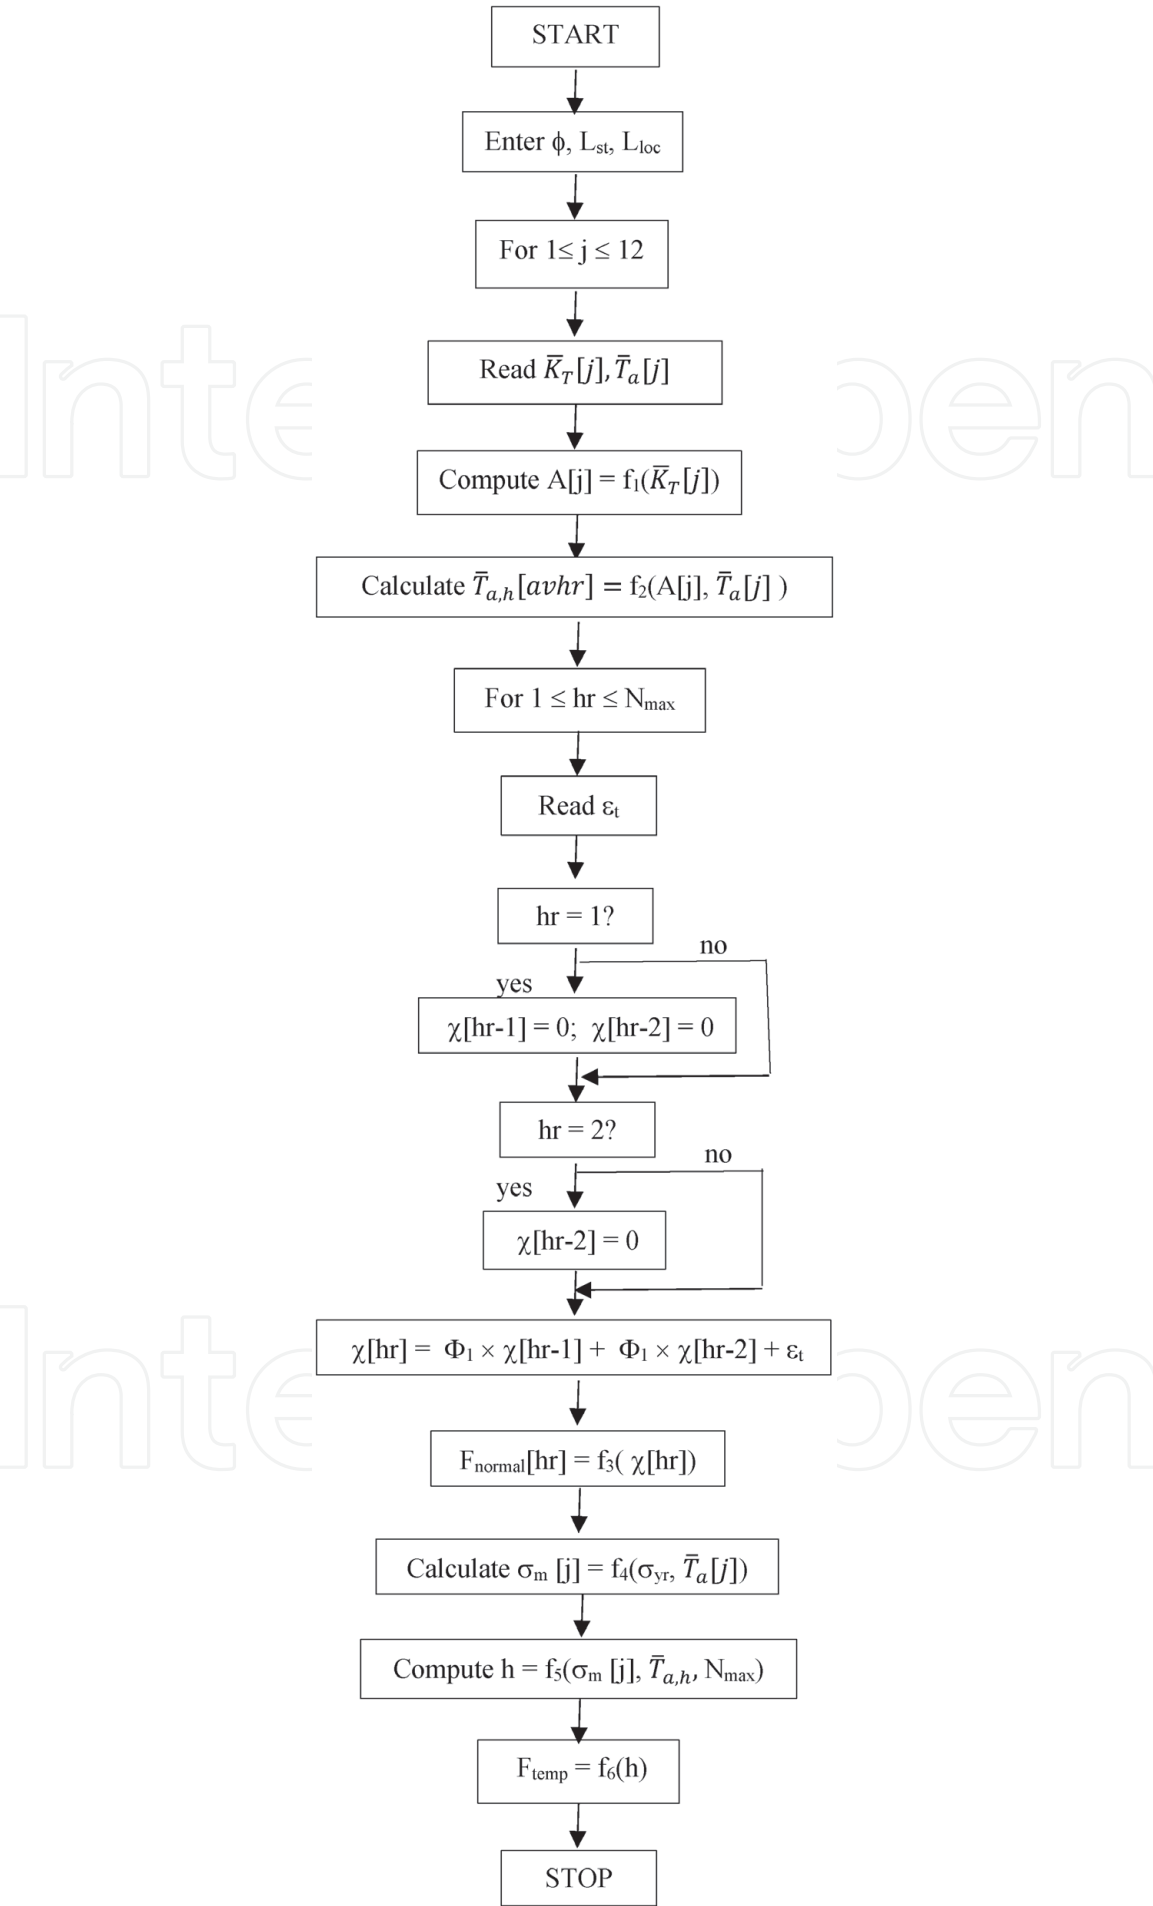 START
Enter ϕ, Lst, Lloc
For 1≤ j ≤ 12
Read K̅T[j], T̅a[j]
Compute A[j] = f1(K̅T[j])
Calculate T̿a,h[avhr] = f2(A[j], T̿a[j] )
For 1 ≤ hr ≤ Nmax
Read εt
hr = 1?
no
yes
χ[hr-1] = 0; χ[hr-2] = 0
hr = 2?
no
yes
χ[hr-2] = 0
χ[hr] = Φ1 × χ[hr-1] + Φ1 × χ[hr-2] + εt
Fnormal[hr] = f3( χ[hr])
Calculate σm [j] = f4(σyr, T̿a[j])
Compute h = f5(σm [j], T̿a,h, Nmax)
Ftemp = f6(h)
STOP